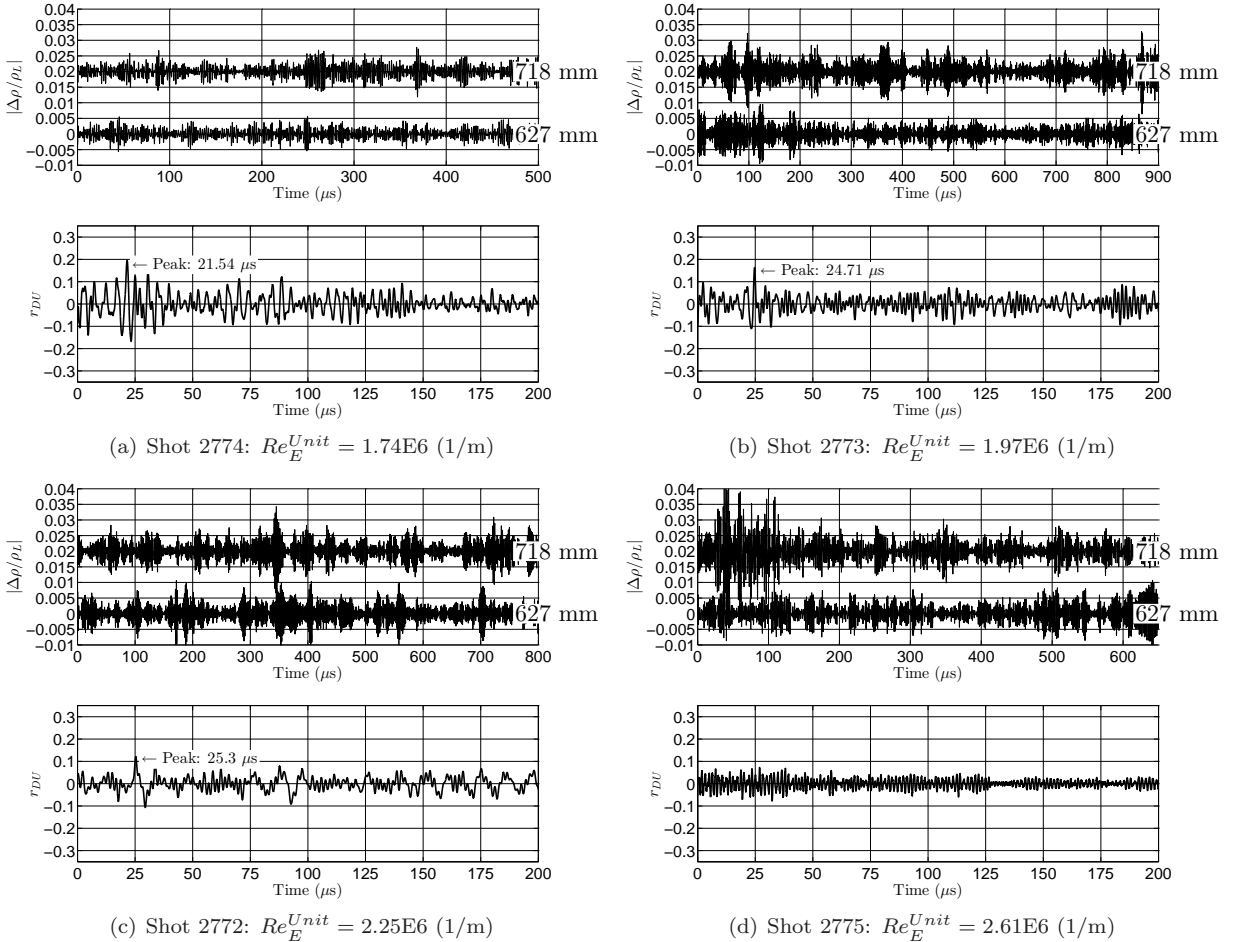 0.04
0.035
0.03
0.025
0.02
0.015
0.01
0.005
0
−0.005
−0.01
|Δρ/ρL|
718 mm
627 mm
0 100 200 300 400 500
Time (μs)
0.3
0.2
0.1
0
−0.1
−0.2
−0.3
rDU
← Peak: 21.54 μs
0 25 50 75 100 125 150 175 200
Time (μs)
(a) Shot 2774: Re_E^Unit = 1.74E6 (1/m)
0.04
0.035
0.03
0.025
0.02
0.015
0.01
0.005
0
−0.005
−0.01
|Δρ/ρL|
718 mm
627 mm
0 100 200 300 400 500 600 700 800 900
Time (μs)
0.3
0.2
0.1
0
−0.1
−0.2
−0.3
rDU
← Peak: 24.71 μs
0 25 50 75 100 125 150 175 200
Time (μs)
(b) Shot 2773: Re_E^Unit = 1.97E6 (1/m)
0.04
0.035
0.03
0.025
0.02
0.015
0.01
0.005
0
−0.005
−0.01
|Δρ/ρL|
718 mm
627 mm
0 100 200 300 400 500 600 700 800
Time (μs)
0.3
0.2
0.1
0
−0.1
−0.2
−0.3
rDU
← Peak: 25.3 μs
0 25 50 75 100 125 150 175 200
Time (μs)
(c) Shot 2772: Re_E^Unit = 2.25E6 (1/m)
0.04
0.035
0.03
0.025
0.02
0.015
0.01
0.005
0
−0.005
−0.01
|Δρ/ρL|
718 mm
627 mm
0 100 200 300 400 500 600
Time (μs)
0.3
0.2
0.1
0
−0.1
−0.2
−0.3
rDU
0 25 50 75 100 125 150 175 200
Time (μs)
(d) Shot 2775: Re_E^Unit = 2.61E6 (1/m)